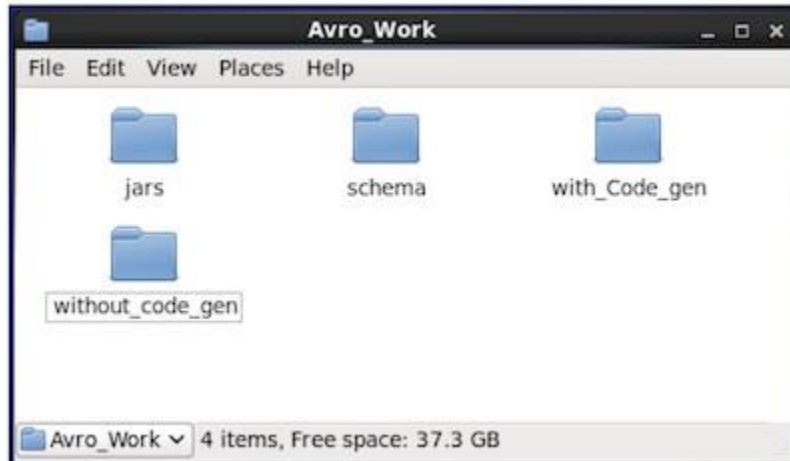 Avro_Work
File Edit View Places Help
jars schema with_Code_gen
without_code_gen
Avro_Work 4 items, Free space: 37.3 GB